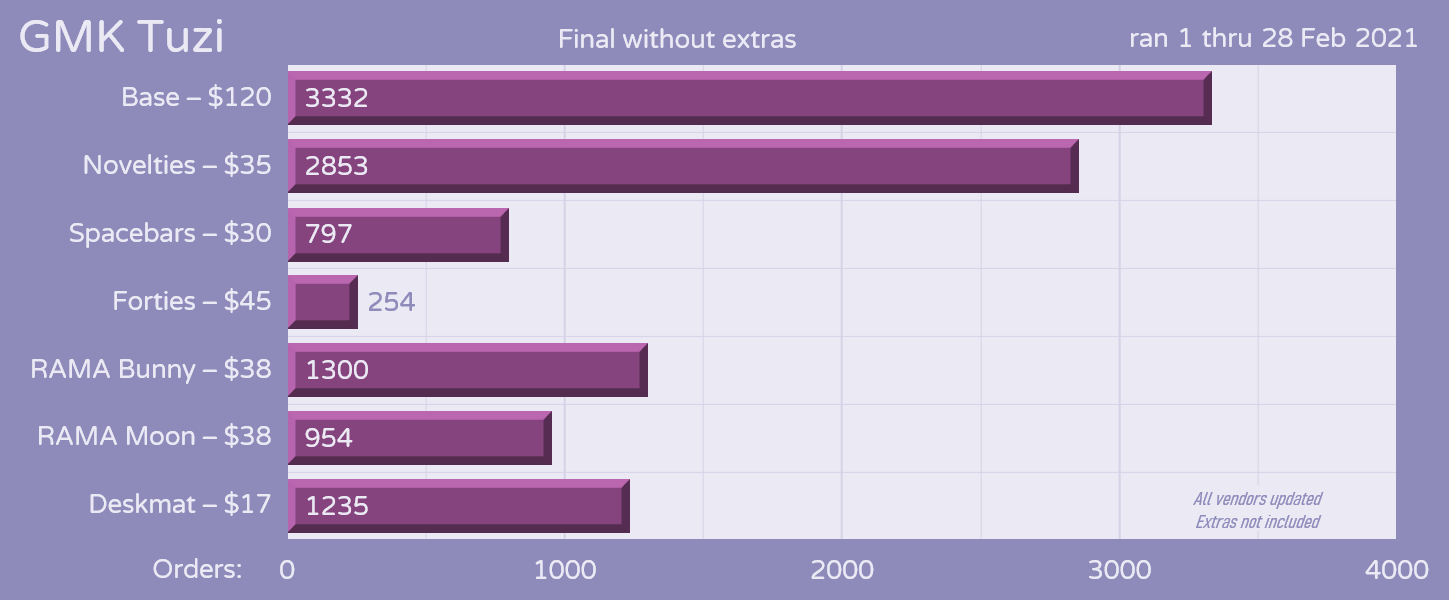 GMK Tuzi
Final without extras
ran 1 thru 28 Feb 2021
Base – $120
3332
Novelties – $35
2853
Spacebars – $30
797
Forties – $45
254
RAMA Bunny – $38
1300
RAMA Moon – $38
954
Deskmat – $17
1235
All vendors updated
Extras not included
Orders: 0 1000 2000 3000 4000